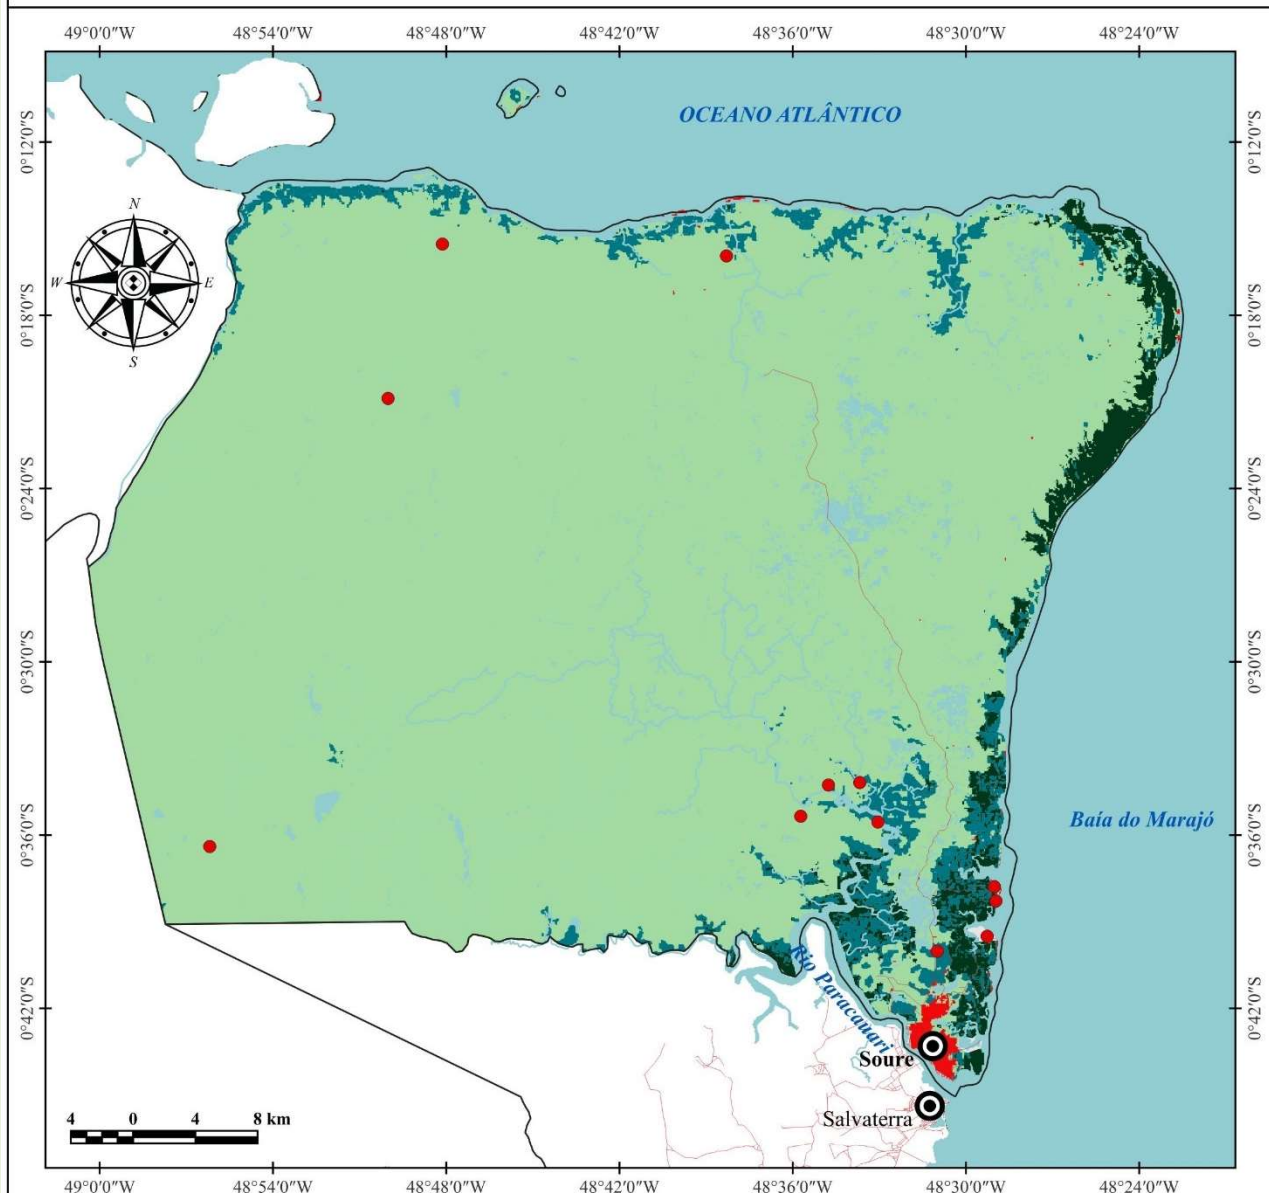 49°0'0"W 48°54'0"W 48°48'0"W 48°42'0"W 48°36'0"W 48°30'0"W 48°24'0"W
OCEANO ATLÂNTICO
0°12'0"S 0°12'0"S
N
W E
S
0°18'0"S 0°18'0"S
0°24'0"S 0°24'0"S
0°30'0"S 0°30'0"S
Baía do Marajó
0°36'0"S 0°36'0"S
Rio Paracauari
0°42'0"S 0°42'0"S
Soure
4 0 4 8 km
Salvaterra
49°0'0"W 48°54'0"W 48°48'0"W 48°42'0"W 48°36'0"W 48°30'0"W 48°24'0"W